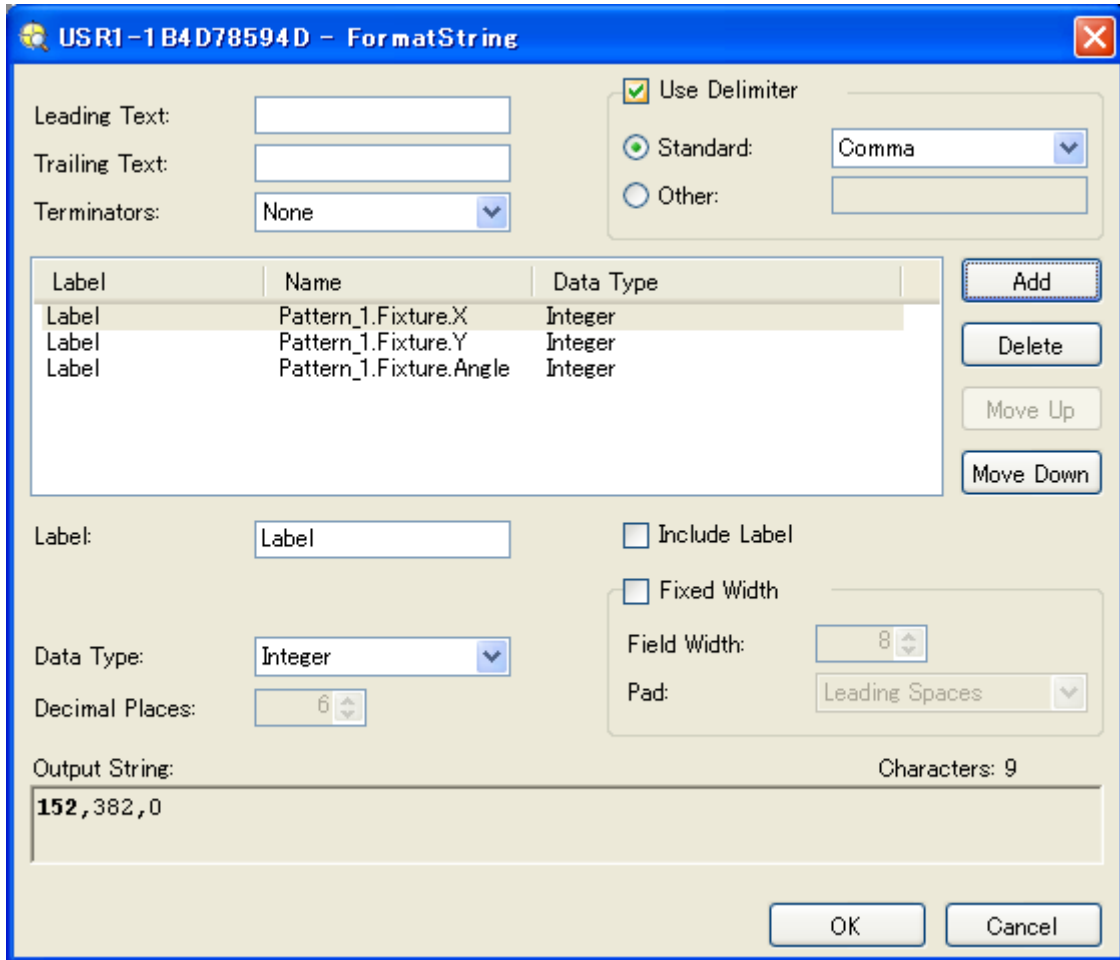 USR1-1B4D78594D - FormatString
Leading Text:
Trailing Text:
Terminators: None
Use Delimiter
Standard: Comma
Other:
Label Name Data Type
Label Pattern_1.Fixture.X Integer
Label Pattern_1.Fixture.Y Integer
Label Pattern_1.Fixture.Angle Integer
Add
Delete
Move Up
Move Down
Label: Label
Include Label
Fixed Width
Field Width: 8
Pad: Leading Spaces
Data Type: Integer
Decimal Places: 6
Output String: Characters: 9
152,382,0
OK Cancel